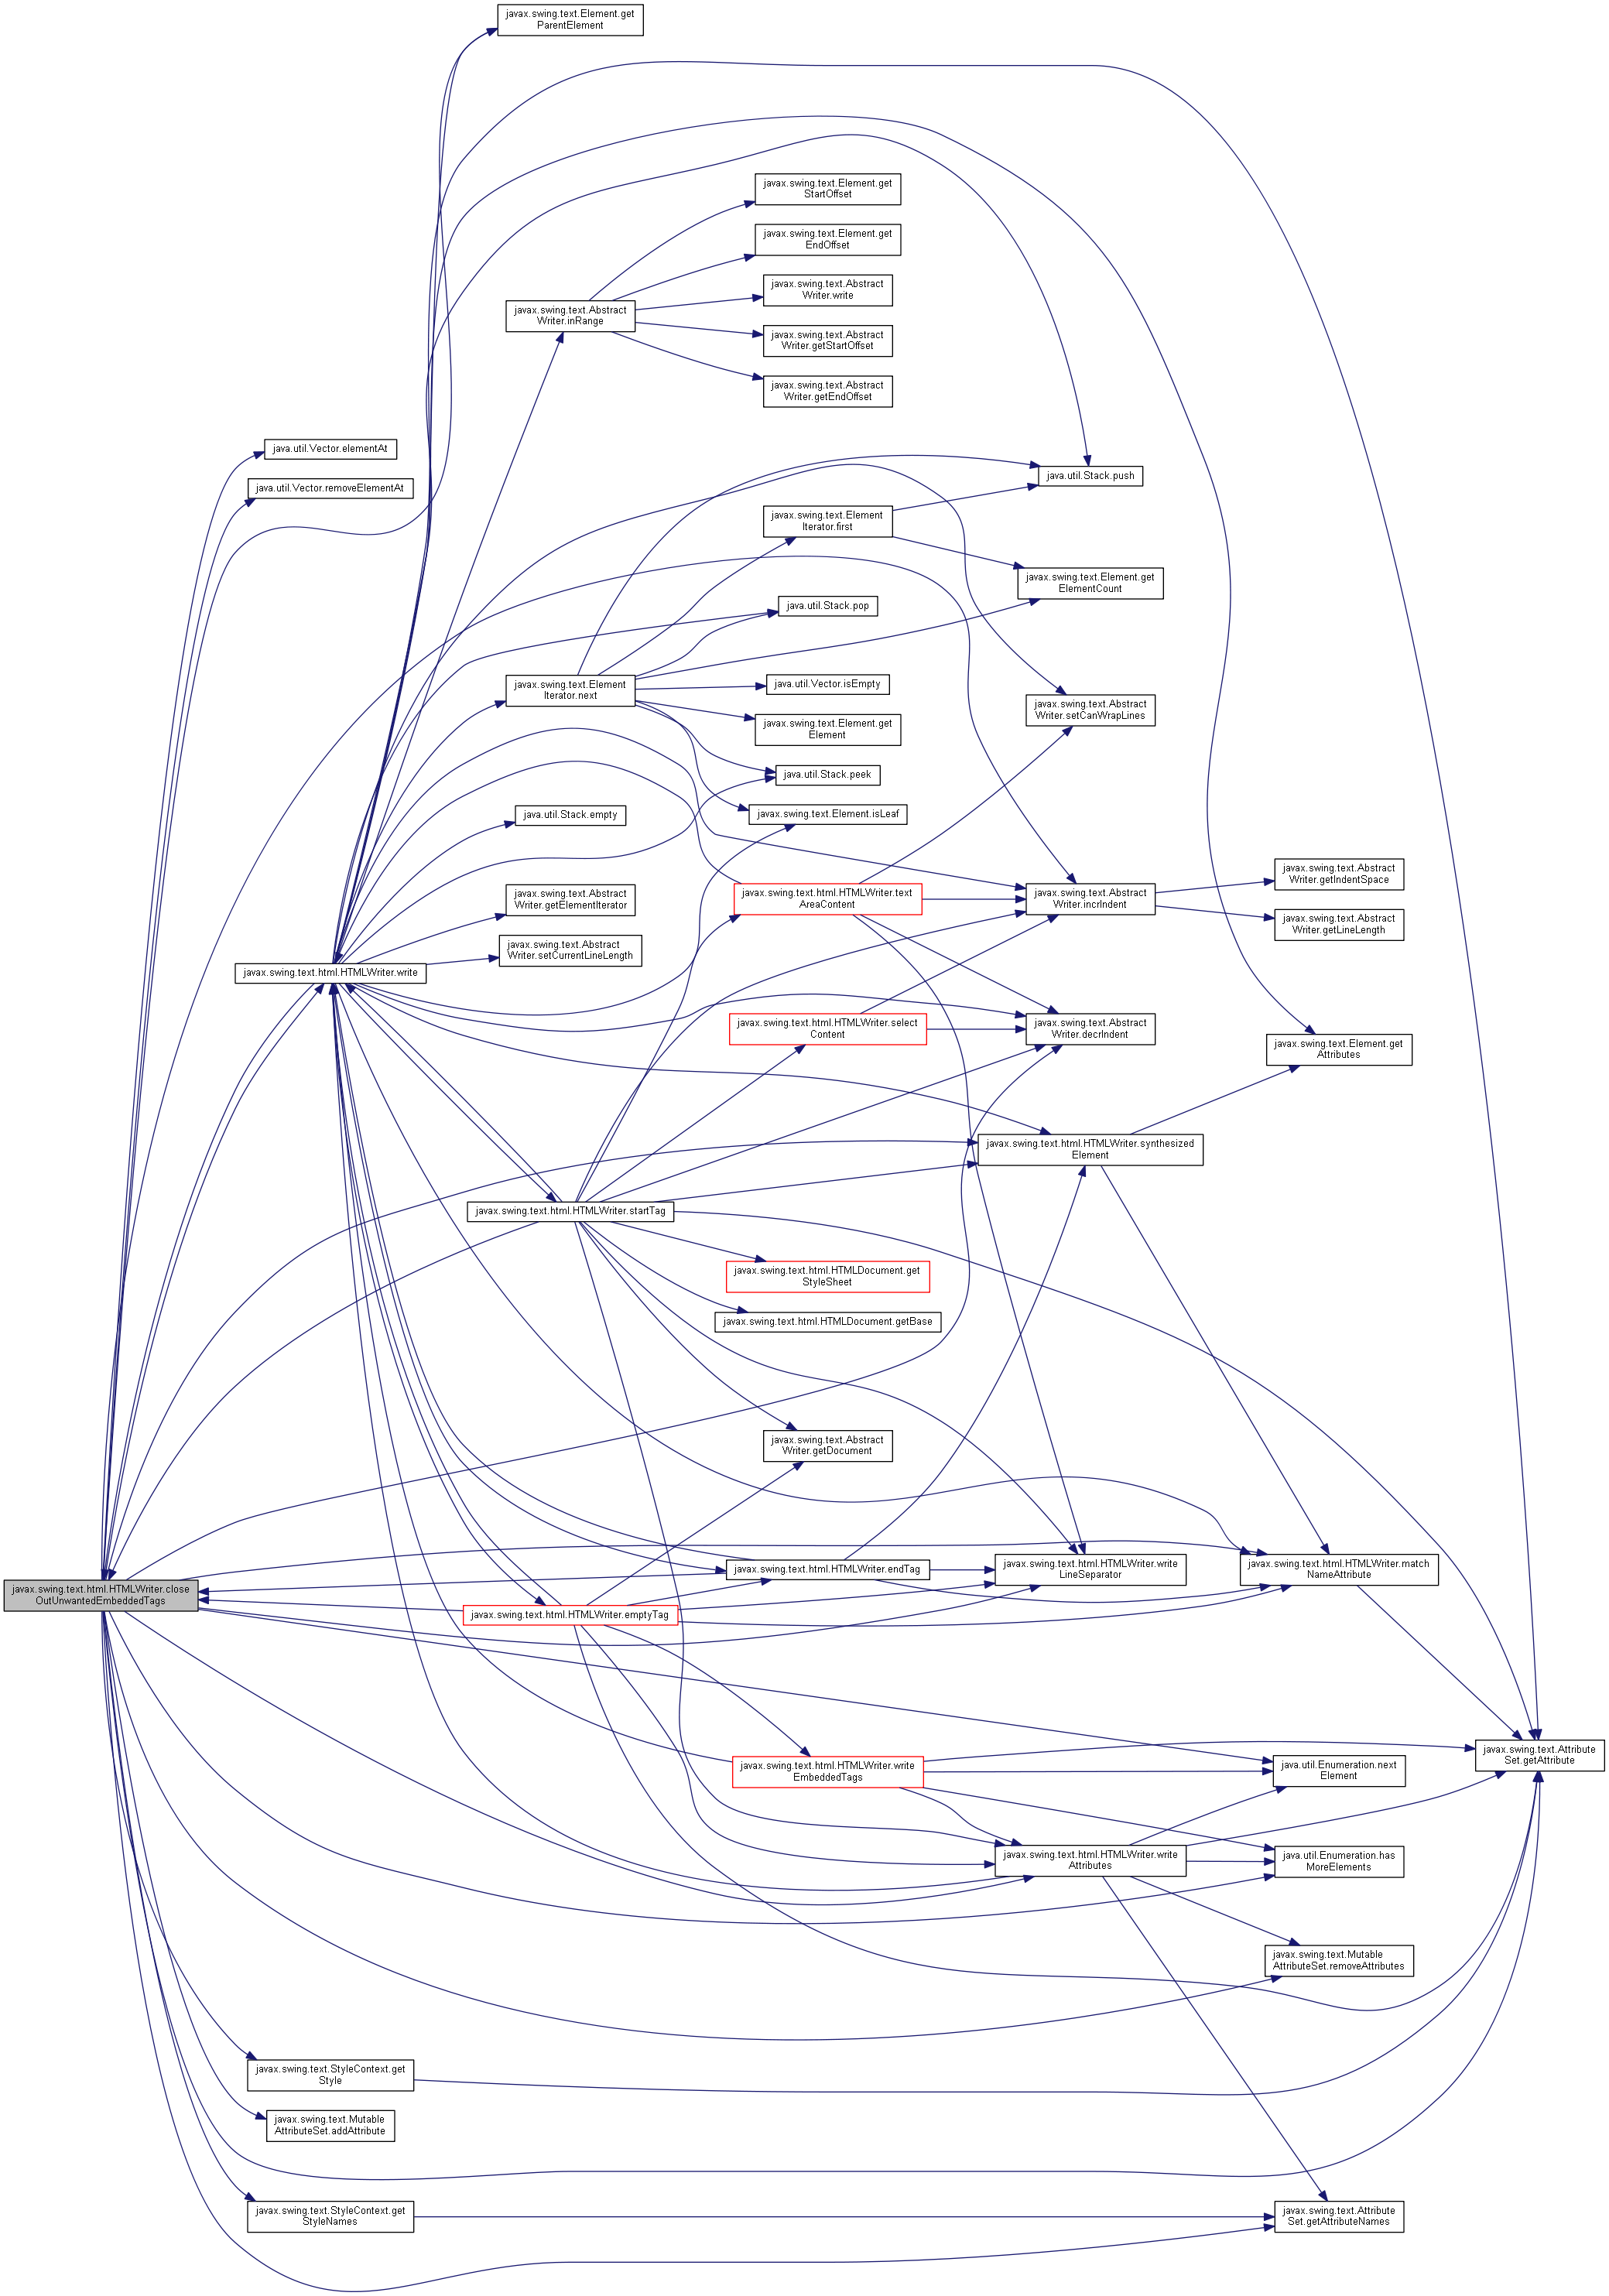 javax.swing.text.Element.get
ParentElement
javax.swing.text.Element.get
StartOffset
javax.swing.text.Element.get
EndOffset
javax.swing.text.Abstract
Writer.write
javax.swing.text.Abstract
Writer.inRange
javax.swing.text.Abstract
Writer.getStartOffset
javax.swing.text.Abstract
Writer.getEndOffset
java.util.Vector.elementAt
java.util.Stack.push
java.util.Vector.removeElementAt
javax.swing.text.Element
Iterator.first
javax.swing.text.Element.get
ElementCount
java.util.Stack.pop
javax.swing.text.Element
Iterator.next
java.util.Vector.isEmpty
javax.swing.text.Abstract
Writer.setCanWrapLines
javax.swing.text.Element.get
Element
java.util.Stack.peek
java.util.Stack.empty
javax.swing.text.Element.isLeaf
javax.swing.text.Abstract
Writer.getIndentSpace
javax.swing.text.Abstract
Writer.getElementIterator
javax.swing.text.html.HTMLWriter.text
AreaContent
javax.swing.text.Abstract
Writer.incrIndent
javax.swing.text.Abstract
Writer.getLineLength
javax.swing.text.Abstract
Writer.setCurrentLineLength
javax.swing.text.html.HTMLWriter.write
javax.swing.text.html.HTMLWriter.select
Content
javax.swing.text.Abstract
Writer.decrIndent
javax.swing.text.Element.get
Attributes
javax.swing.text.html.HTMLWriter.synthesized
Element
javax.swing.text.html.HTMLWriter.startTag
javax.swing.text.html.HTMLDocument.get
StyleSheet
javax.swing.text.html.HTMLDocument.getBase
javax.swing.text.Abstract
Writer.getDocument
javax.swing.text.html.HTMLWriter.endTag
javax.swing.text.html.HTMLWriter.write
LineSeparator
javax.swing.text.html.HTMLWriter.match
NameAttribute
javax.swing.text.html.HTMLWriter.close
OutUnwantedEmbeddedTags
javax.swing.text.html.HTMLWriter.emptyTag
javax.swing.text.Attribute
Set.getAttribute
javax.swing.text.html.HTMLWriter.write
EmbeddedTags
java.util.Enumeration.next
Element
javax.swing.text.html.HTMLWriter.write
Attributes
java.util.Enumeration.has
MoreElements
javax.swing.text.Mutable
AttributeSet.removeAttributes
javax.swing.text.StyleContext.get
Style
javax.swing.text.Mutable
AttributeSet.addAttribute
javax.swing.text.StyleContext.get
StyleNames
javax.swing.text.Attribute
Set.getAttributeNames